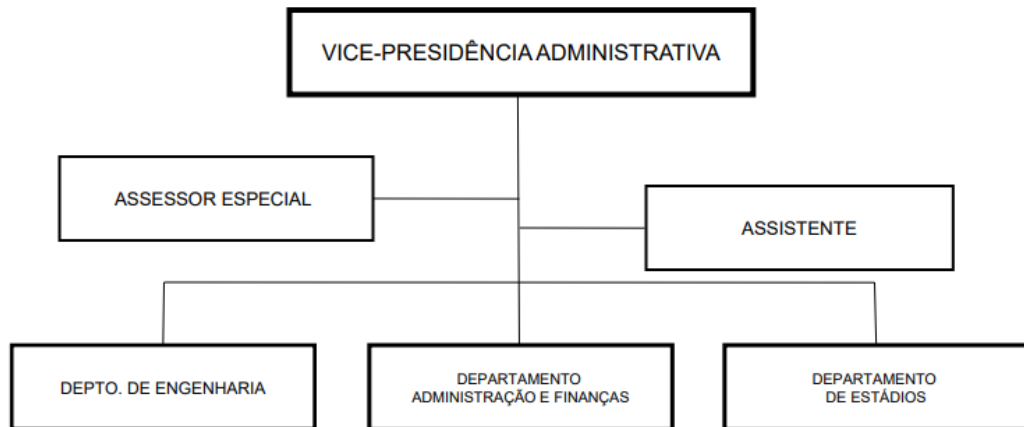 VICE-PRESIDÊNCIA ADMINISTRATIVA
ASSESSOR ESPECIAL
ASSISTENTE
DEPTO. DE ENGENHARIA
DEPARTAMENTO
ADMINISTRAÇÃO E FINANÇAS
DEPARTAMENTO
DE ESTÁDIOS